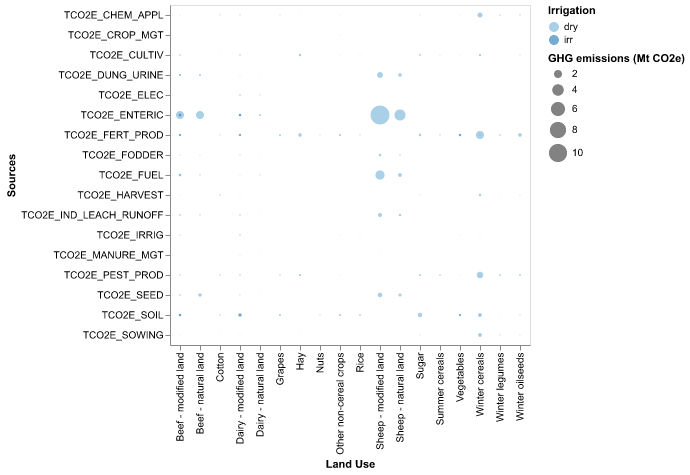 Sources
TCO2E_CHEM_APPL
TCO2E_CROP_MGT
TCO2E_CULTIV
TCO2E_DUNG_URINE
TCO2E_ELEC
TCO2E_ENTERIC
TCO2E_FERT_PROD
TCO2E_FODDER
TCO2E_FUEL
TCO2E_HARVEST
TCO2E_IND_LEACH_RUNOFF
TCO2E_IRRIG
TCO2E_MANURE_MGT
TCO2E_PEST_PROD
TCO2E_SEED
TCO2E_SOIL
TCO2E_SOWING
Beef - modified land
Beef - natural land
Cotton
Dairy - modified land
Dairy - natural land
Grapes
Hay
Nuts
Other non-cereal crops
Rice
Sheep - modified land
Sheep - natural land
Sugar
Summer cereals
Vegetables
Winter cereals
Winter legumes
Winter oilseeds
Land Use
Irrigation
dry
irr
GHG emissions (Mt CO2e)
2
4
6
8
10